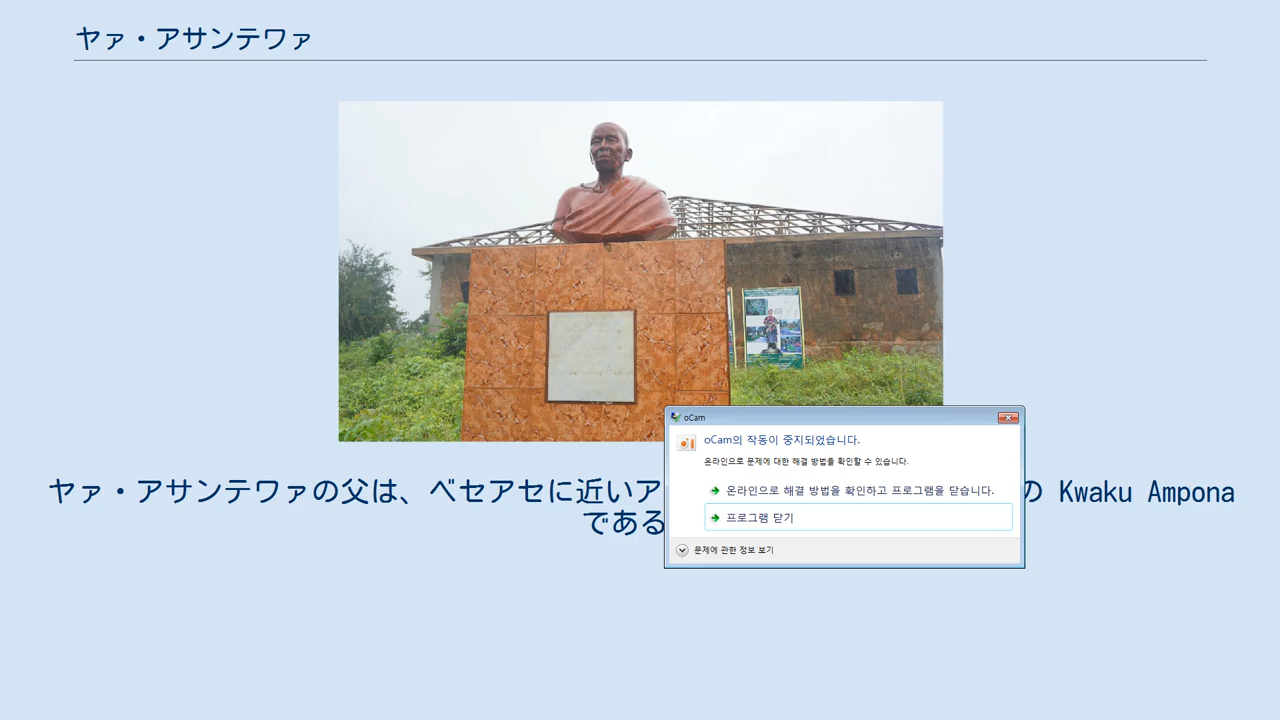 ヤァ・アサンテワァ
ヤァ・アサンテワァの父は、ベセアセに近いア
の Kwaku Ampona
である
oCam
oCam의 작동이 중지되었습니다.
온라인으로 문제에 대한 해결 방법을 확인할 수 있습니다.
온라인으로 해결 방법을 확인하고 프로그램을 닫습니다.
프로그램 닫기
문제에 관한 정보 보기